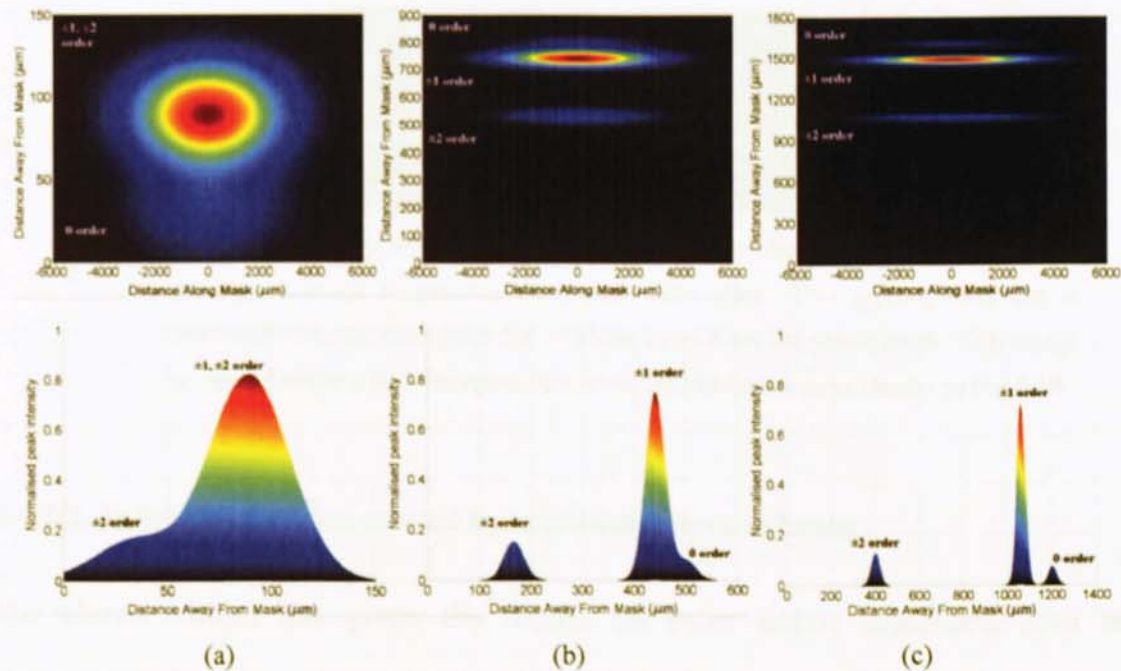 ±1, ±2
order
0 order
150
100
50
0
-6000 -4000 -2000 0 2000 4000 6000
Distance Away From Mask (µm)
Distance Along Mask (µm)
0 order
±1 order
±2 order
900
800
700
600
500
400
300
200
100
0
-6000 -4000 -2000 0 2000 4000 6000
Distance Away From Mask (µm)
Distance Along Mask (µm)
0 order
±1 order
±2 order
1800
1500
1200
900
600
300
0
-6000 -4000 -2000 0 2000 4000 6000
Distance Away From Mask (µm)
Distance Along Mask (µm)
±1, ±2 order
±2 order
1
0.8
0.6
0.4
0.2
0
0 50 100 150
Normalised peak intensity
Distance Away From Mask (µm)
±1 order
±2 order
0 order
1
0.8
0.6
0.4
0.2
0
0 100 200 300 400 500 600
Normalised peak intensity
Distance Away From Mask (µm)
±1 order
±2 order
0 order
1
0.8
0.6
0.4
0.2
0
0 200 400 600 800 1000 1200 1400
Normalised peak intensity
Distance Away From Mask (µm)
(a) (b) (c)